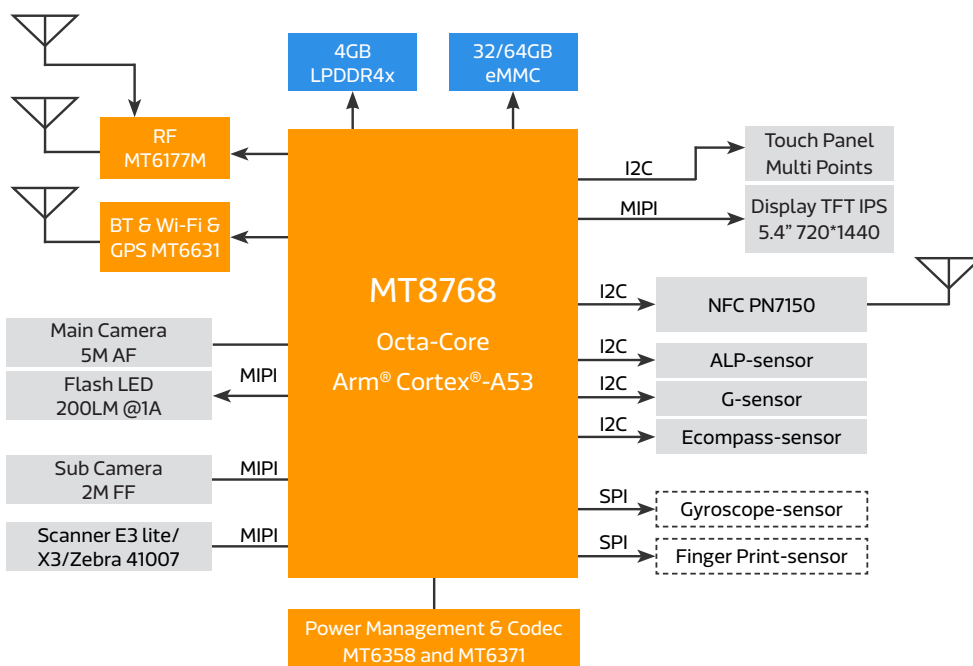 4GB
LPDDR4x
32/64GB
eMMC
RF
MT6177M
BT & Wi-Fi &
GPS MT6631
Main Camera
5M AF
MIPI
Flash LED
200LM @1A
Sub Camera
2M FF
MIPI
Scanner E3 lite/
X3/Zebra 41007
MIPI
MT8768
Octa-Core
Arm® Cortex®-A53
I2C
Touch Panel
Multi Points
MIPI
Display TFT IPS
5.4” 720*1440
I2C
NFC PN7150
I2C
ALP-sensor
I2C
G-sensor
I2C
Ecompass-sensor
SPI
Gyroscope-sensor
SPI
Finger Print-sensor
Power Management & Codec
MT6358 and MT6371